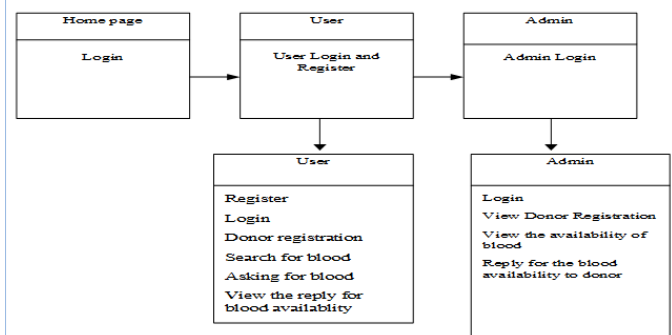 Home page
Login
User
User Login and
Register
Admin
Admin Login
User
Register
Login
Donor registration
Search for blood
Asking for blood
View the reply for
blood availablity
Admin
Login
View Donor Registration
View the availability of
blood
Reply for the blood
availability to donor